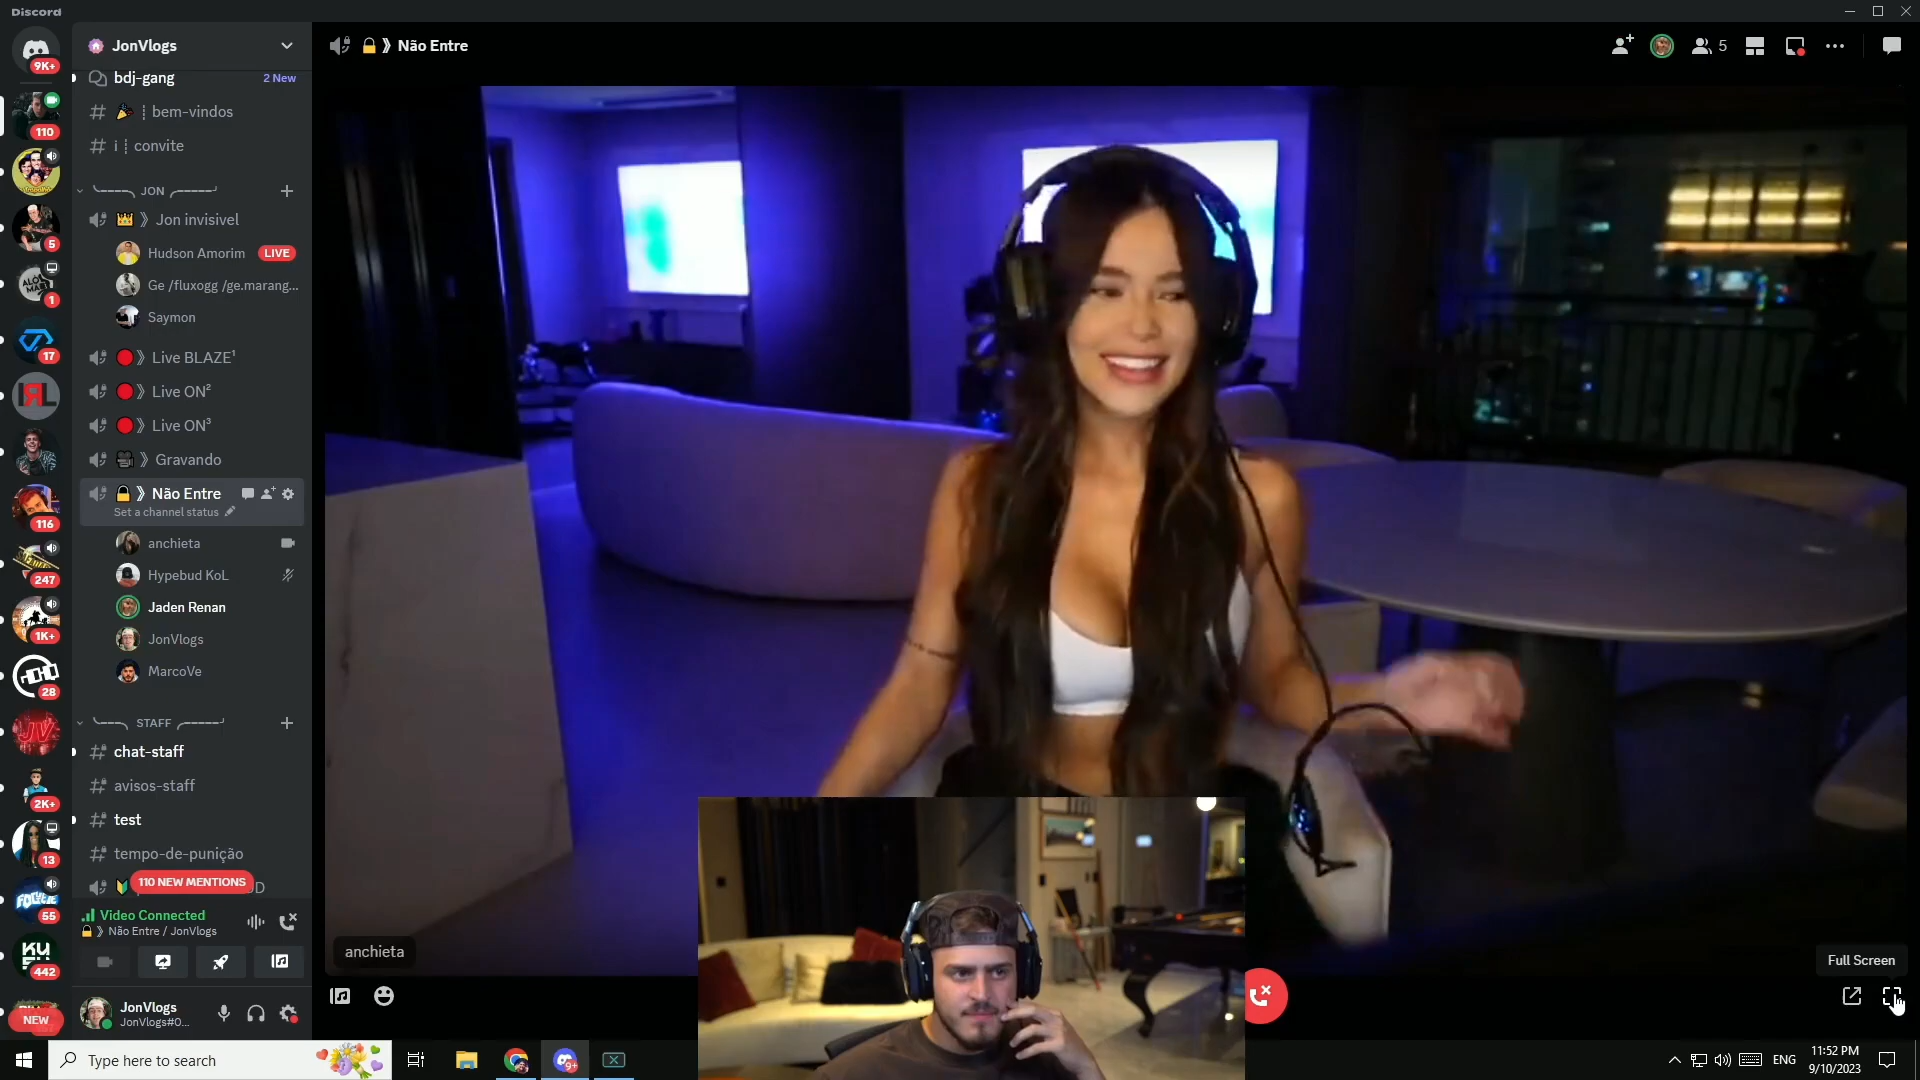 Discord
JonVlogs
》Não Entre
5
bdj-gang
2 New
┊bem-vindos
i┊convite
JON
》Jon invisivel
Hudson Amorim
LIVE
Ge /fluxogg /ge.marang...
Saymon
》Live BLAZE¹
》Live ON²
》Live ON³
》Gravando
》Não Entre
Set a channel status
anchieta
Hypebud KoL
Jaden Renan
JonVlogs
MarcoVe
STAFF
chat-staff
avisos-staff
test
tempo-de-punição
110 NEW MENTIONS
D
Video Connected
》Não Entre / JonVlogs
JonVlogs
JonVlogs#0...
9K+
110
5
ALO
1
17
IRL
116
247
1K+
28
JV
2K+
13
55
442
NEW
anchieta
Full Screen
Type here to search
9+
ENG
11:52 PM
9/10/2023